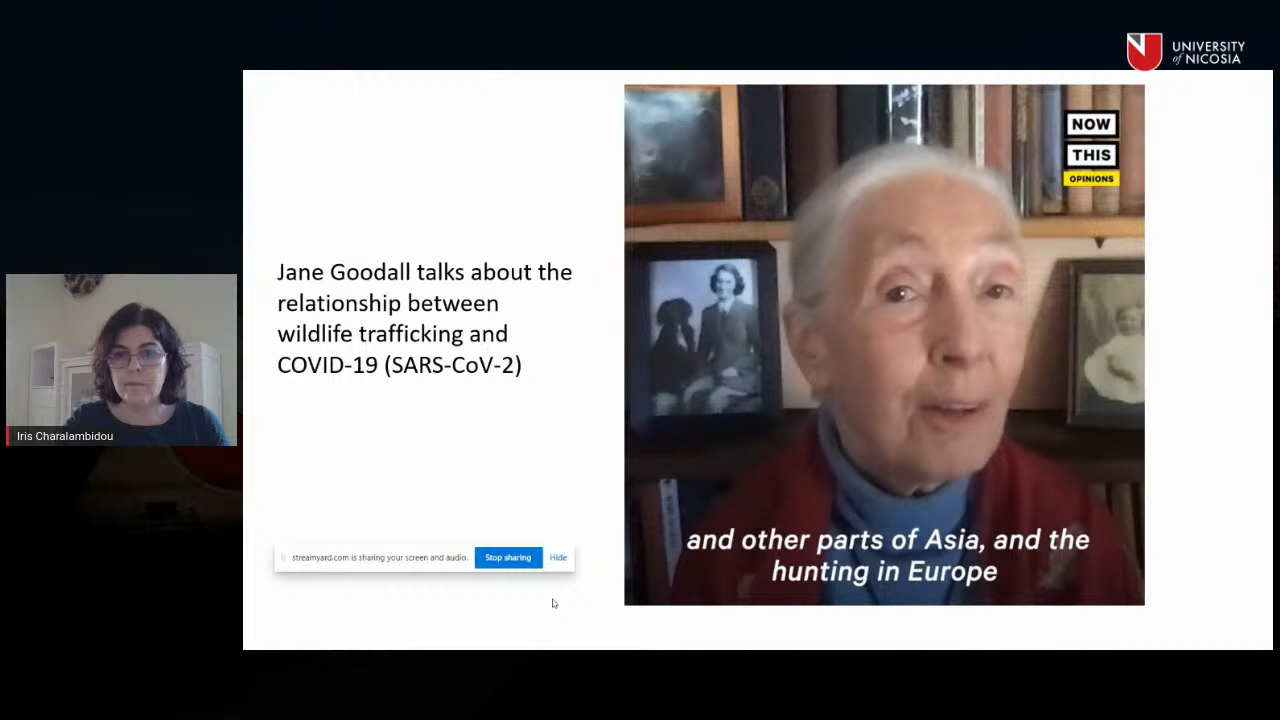 UNIVERSITY
of NICOSIA
NOW
THIS
OPINIONS
Jane Goodall talks about the
relationship between
wildlife trafficking and
COVID-19 (SARS-CoV-2)
Iris Charalambidou
and other parts of Asia, and the
hunting in Europe
streamyard.com is sharing your screen and audio.
Stop sharing
Hide